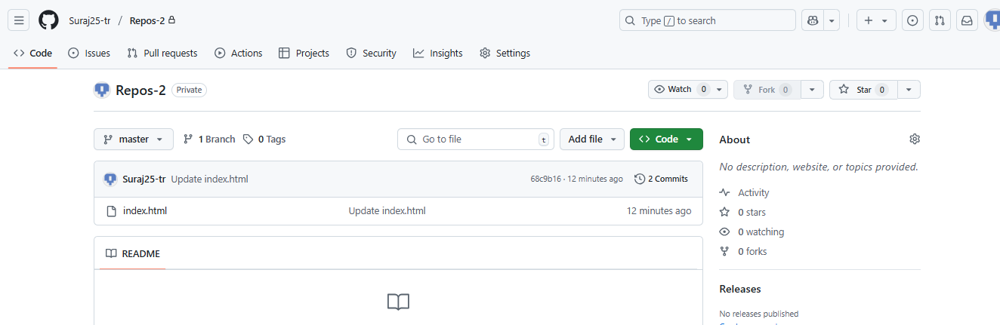 Suraj25-tr / Repos-2 Type / to search
Code Issues Pull requests Actions Projects Security Insights Settings
Repos-2 Private Watch 0 Fork 0 Star 0
master 1 Branch 0 Tags Go to file t Add file Code
About
No description, website, or topics provided.
Suraj25-tr Update index.html 68c9b16 · 12 minutes ago 2 Commits
index.html Update index.html 12 minutes ago
Activity
0 stars
0 watching
0 forks
README
Releases
No releases published